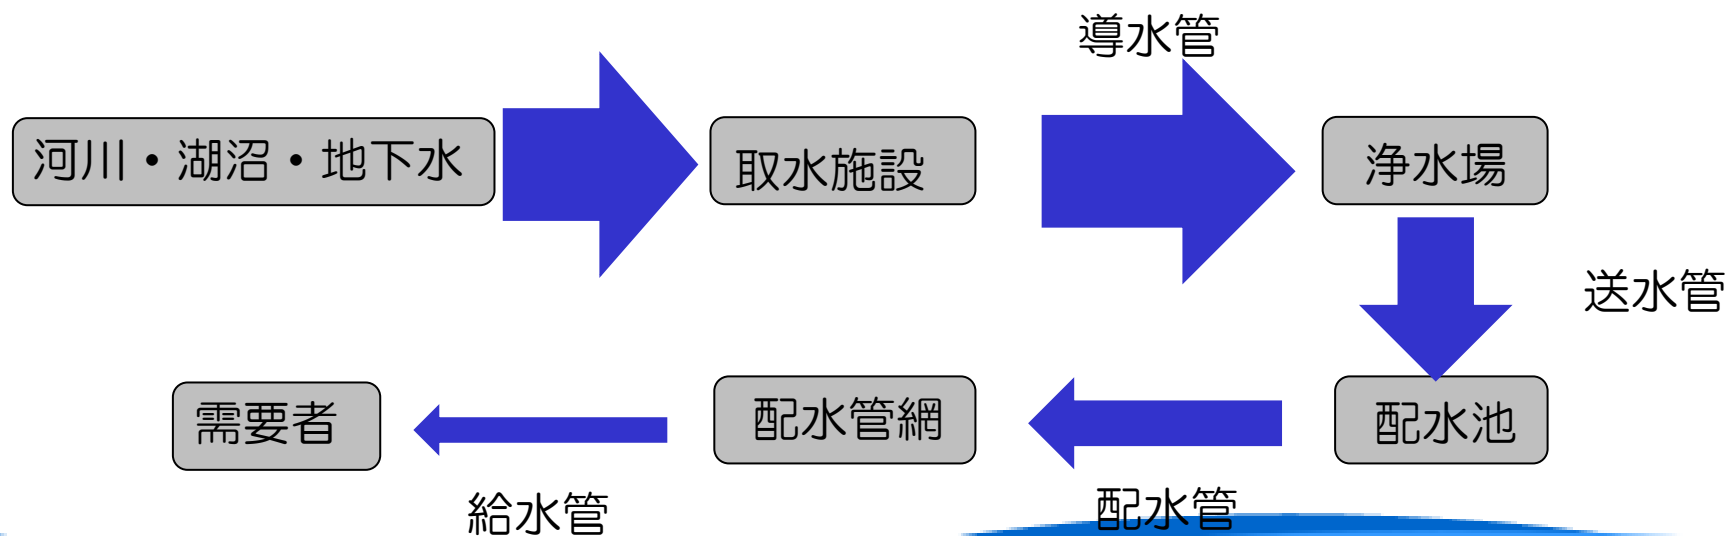 導水管
河川・湖沼・地下水
取水施設
浄水場
送水管
配水池
配水管
配水管網
給水管
需要者